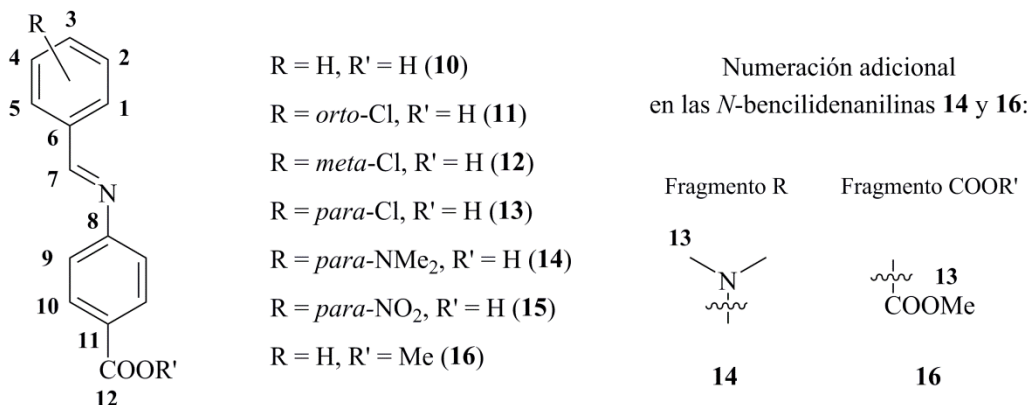 R
3
4
2
5
1
6
7
N
8
9
10
11
COOR'
12
R = H, R' = H (10)
R = orto-Cl, R' = H (11)
R = meta-Cl, R' = H (12)
R = para-Cl, R' = H (13)
R = para-NMe₂, R' = H (14)
R = para-NO₂, R' = H (15)
R = H, R' = Me (16)
Numeración adicional
en las N-bencilidenanilinas 14 y 16:
Fragmento R
13
N
14
Fragmento COOR'
13
COOMe
16